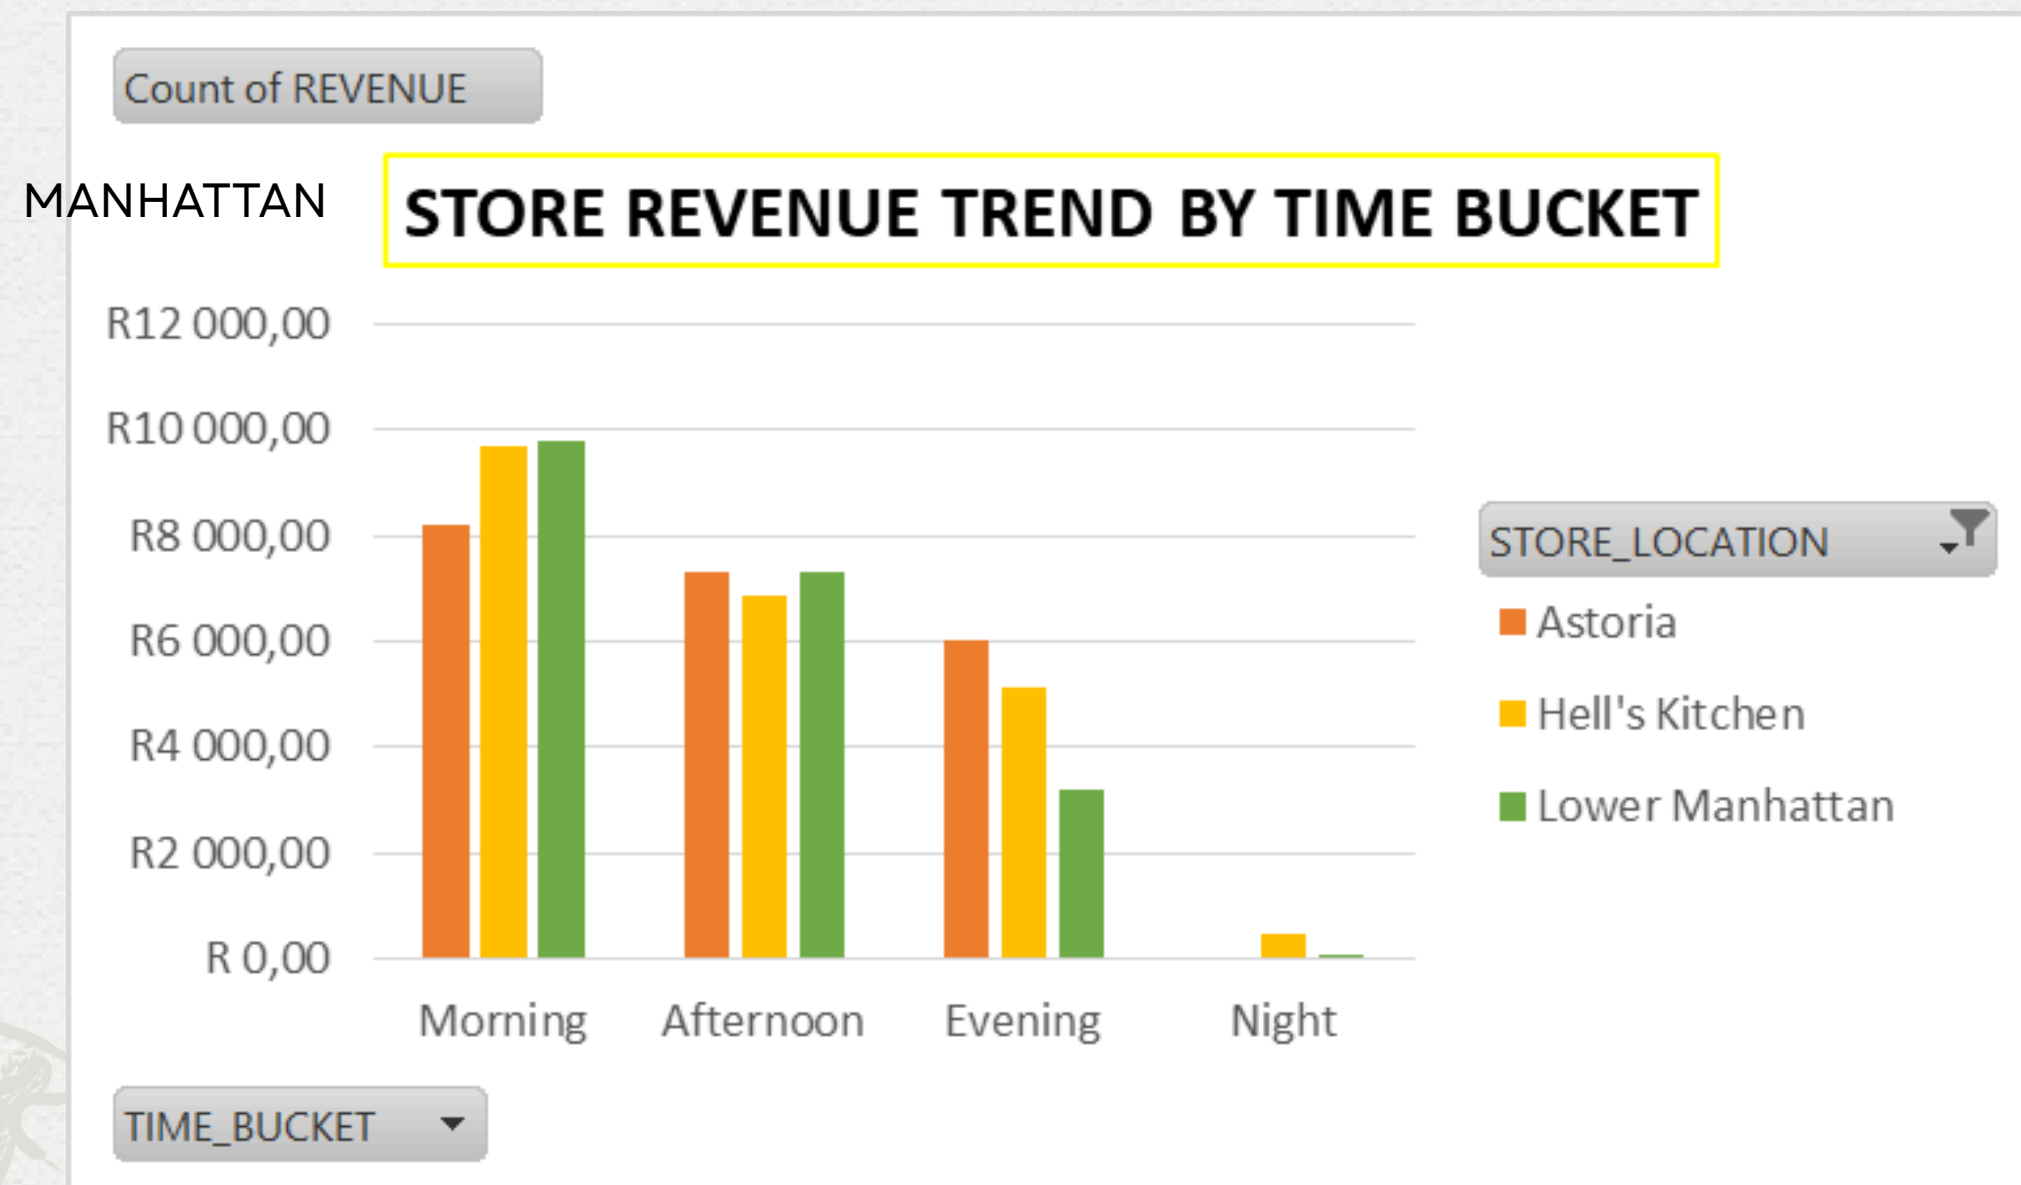 Count of REVENUE
MANHATTAN
STORE REVENUE TREND BY TIME BUCKET
R12 000,00
R10 000,00
R8 000,00
R6 000,00
R4 000,00
R2 000,00
R 0,00
Morning Afternoon Evening Night
STORE_LOCATION
Astoria
Hell's Kitchen
Lower Manhattan
TIME_BUCKET